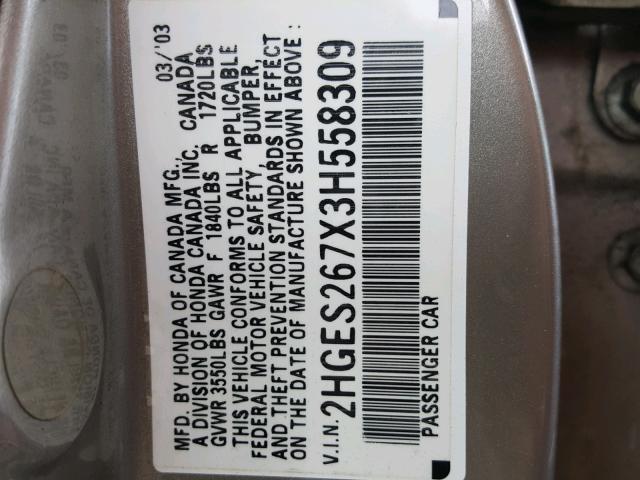 MFD. BY HONDA OF CANADA MFG., CANADA 03/'03
A DIVISION OF HONDA CANADA INC.
GVWR 3550LBS GAWR F 1840LBS R 1720LBS
THIS VEHICLE CONFORMS TO ALL APPLICABLE
FEDERAL MOTOR VEHICLE SAFETY, BUMPER,
AND THEFT PREVENTION STANDARDS IN EFFECT
ON THE DATE OF MANUFACTURE SHOWN ABOVE:
V.I.N. 2HGES267X3H558309
PASSENGER CAR